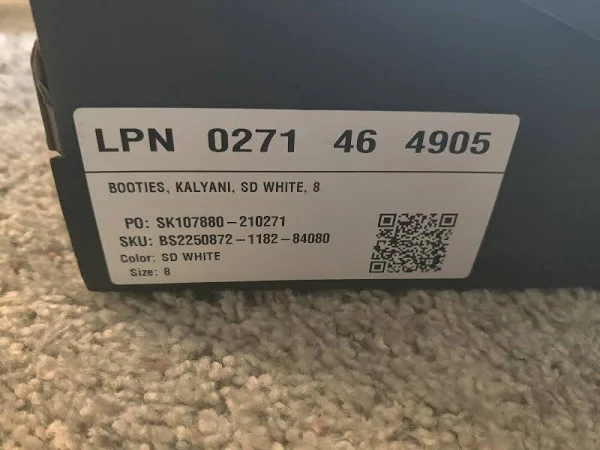 LPN 0271 46 4905
BOOTIES, KALYANI, SD WHITE, 8
PO: SK107880-210271
SKU: BS2250872-1182-84080
Color: SD WHITE
Size: 8